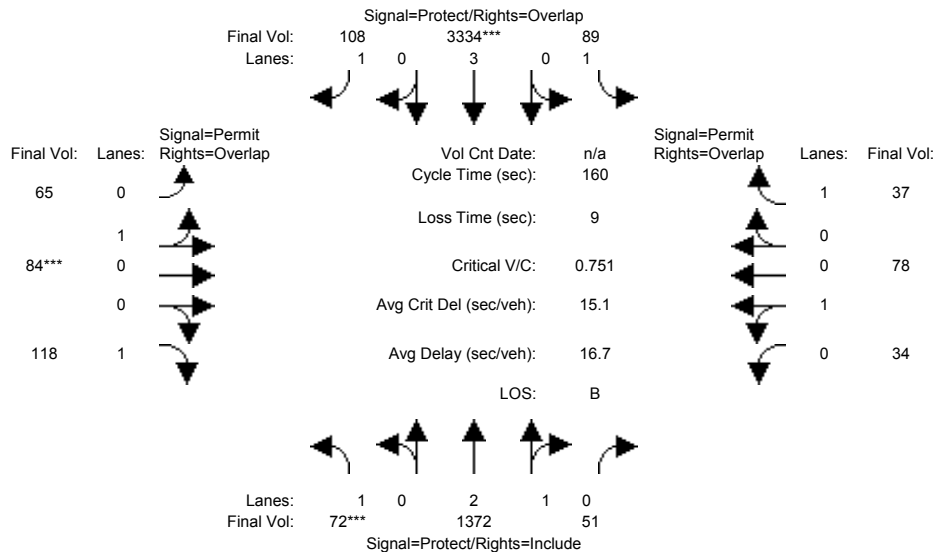 Signal=Protect/Rights=Overlap
Final Vol: 108 3334*** 89
Lanes: 1 0 3 0 1
Signal=Permit Signal=Permit
Final Vol: Lanes: Rights=Overlap Vol Cnt Date: n/a Rights=Overlap Lanes: Final Vol:
Cycle Time (sec): 160
65 0 1 37
Loss Time (sec): 9
1 0
84*** 0 Critical V/C: 0.751 0 78
0 Avg Crit Del (sec/veh): 15.1 1
118 1 Avg Delay (sec/veh): 16.7 0 34
LOS: B
Lanes: 1 0 2 1 0
Final Vol: 72*** 1372 51
Signal=Protect/Rights=Include